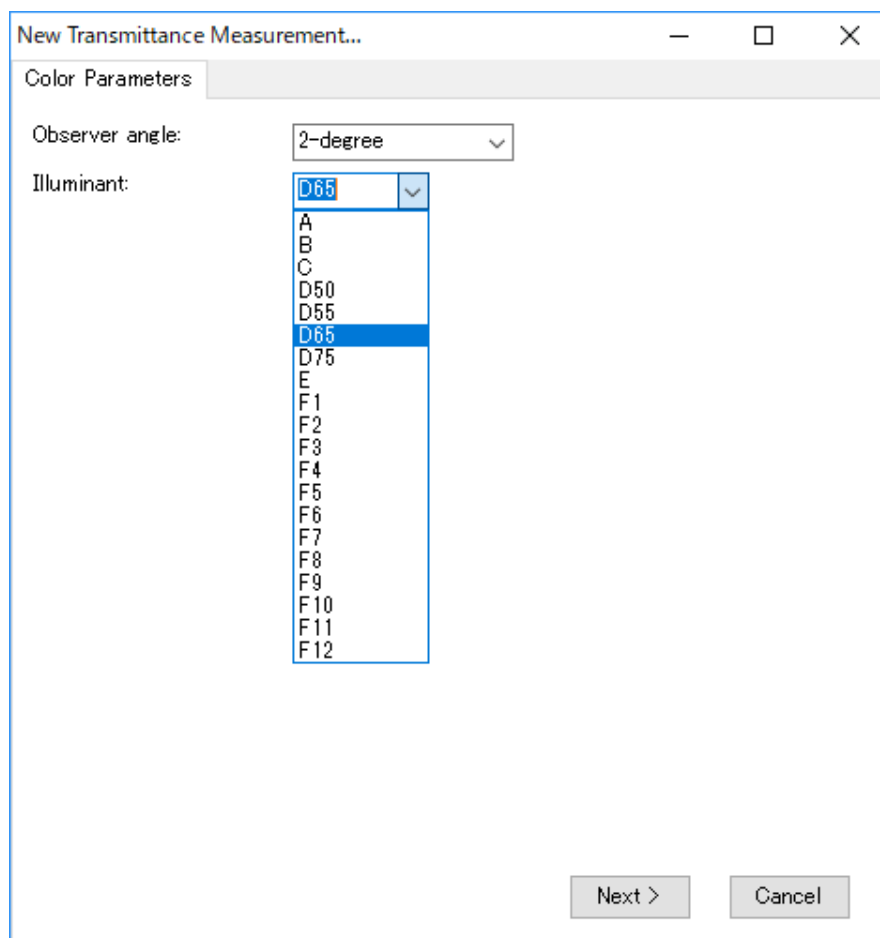 New Transmittance Measurement...
Color Parameters
Observer angle: 2-degree
Illuminant: D65
A
B
C
D50
D55
D65
D75
E
F1
F2
F3
F4
F5
F6
F7
F8
F9
F10
F11
F12
Next > Cancel